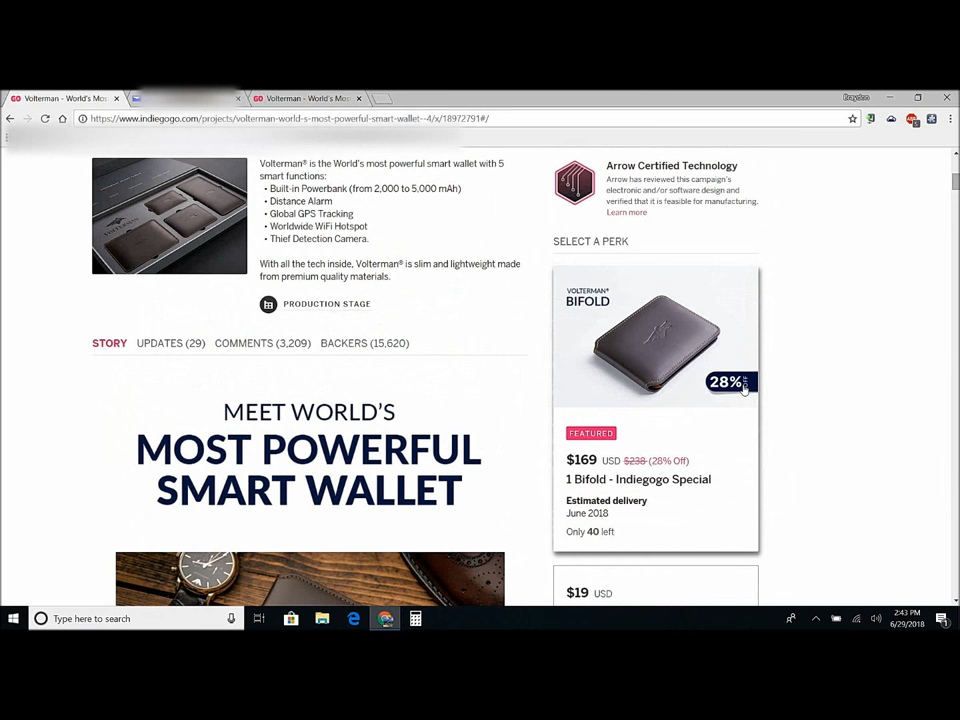 GO Volterman - World's Mos
GO Volterman - World's Mos
Brayden
https://www.indiegogo.com/projects/volterman-world-s-most-powerful-smart-wallet--4/x/18972791#/
Volterman® is the World's most powerful smart wallet with 5
smart functions:
• Built-in Powerbank (from 2,000 to 5,000 mAh)
• Distance Alarm
• Global GPS Tracking
• Worldwide WiFi Hotspot
• Thief Detection Camera.
With all the tech inside, Volterman® is slim and lightweight made
from premium quality materials.
PRODUCTION STAGE
STORY UPDATES (29) COMMENTS (3,209) BACKERS (15,620)
MEET WORLD'S
MOST POWERFUL
SMART WALLET
Arrow Certified Technology
Arrow has reviewed this campaign's
electronic and/or software design and
verified that it is feasible for manufacturing.
Learn more
SELECT A PERK
VOLTERMAN®
BIFOLD
28% OFF
FEATURED
$169 USD $238 (28% Off)
1 Bifold - Indiegogo Special
Estimated delivery
June 2018
Only 40 left
$19 USD
Type here to search
2:43 PM
6/29/2018